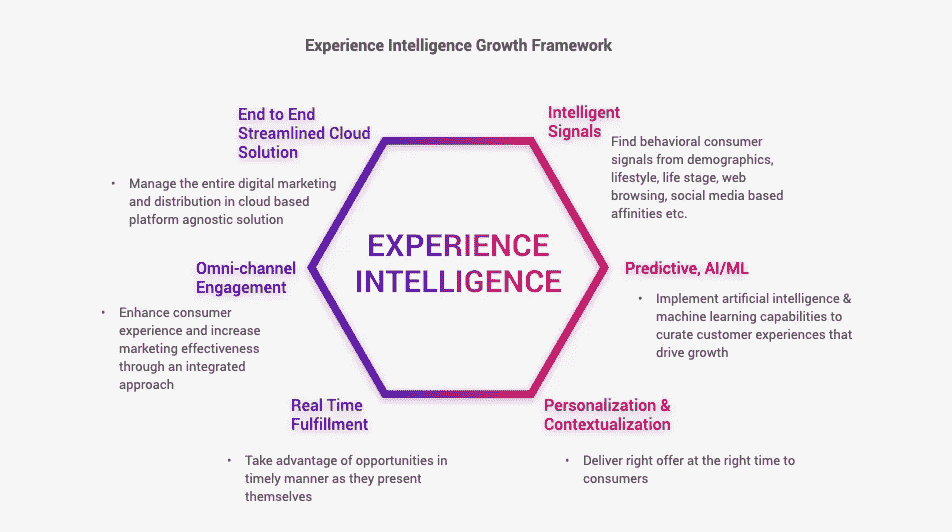 Experience Intelligence Growth Framework
End to End
Streamlined Cloud
Solution
• Manage the entire digital marketing
and distribution in cloud based
platform agnostic solution
Intelligent
Signals
Find behavioral consumer
signals from demographics,
lifestyle, life stage, web
browsing, social media based
affinities etc.
EXPERIENCE
INTELLIGENCE
Omni-channel
Engagement
• Enhance consumer
experience and increase
marketing effectiveness
through an integrated
approach
Predictive, AI/ML
• Implement artificial intelligence &
machine learning capabilities to
curate customer experiences that
drive growth
Real Time
Fulfillment
• Take advantage of opportunities in
timely manner as they present
themselves
Personalization &
Contextualization
• Deliver right offer at the right time to
consumers